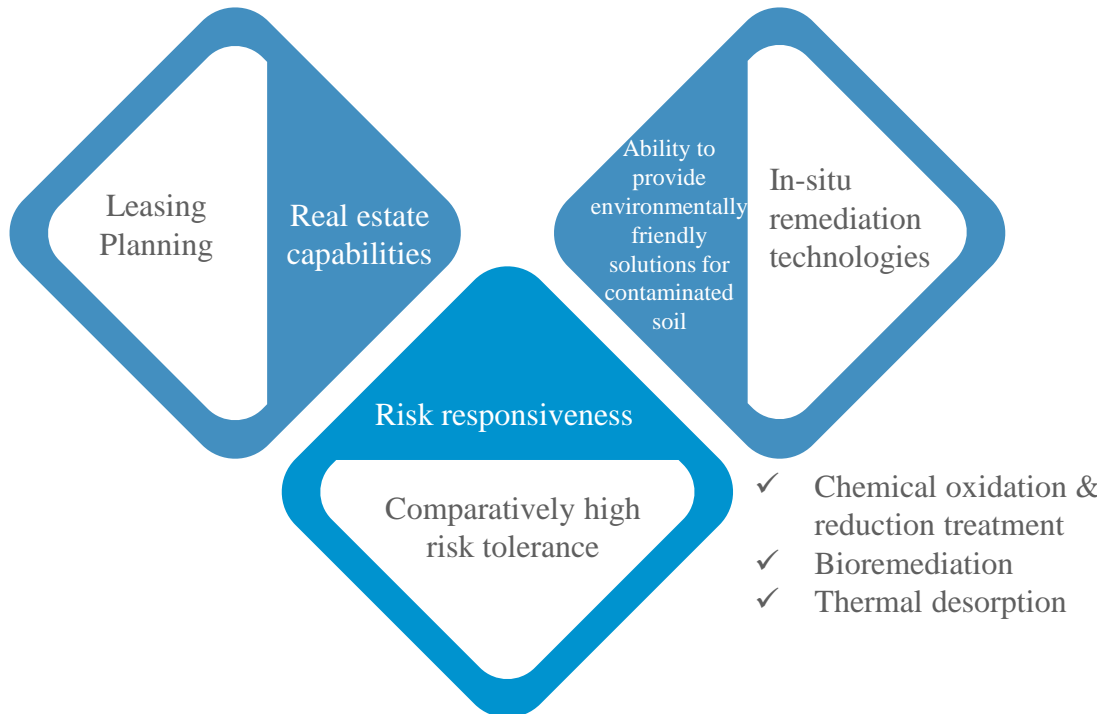 Leasing
Planning
Real estate
capabilities
Ability to
provide
environmentally
friendly
solutions for
contaminated
soil
In-situ
remediation
technologies
Risk responsiveness
Comparatively high
risk tolerance
✓ Chemical oxidation &
reduction treatment
✓ Bioremediation
✓ Thermal desorption